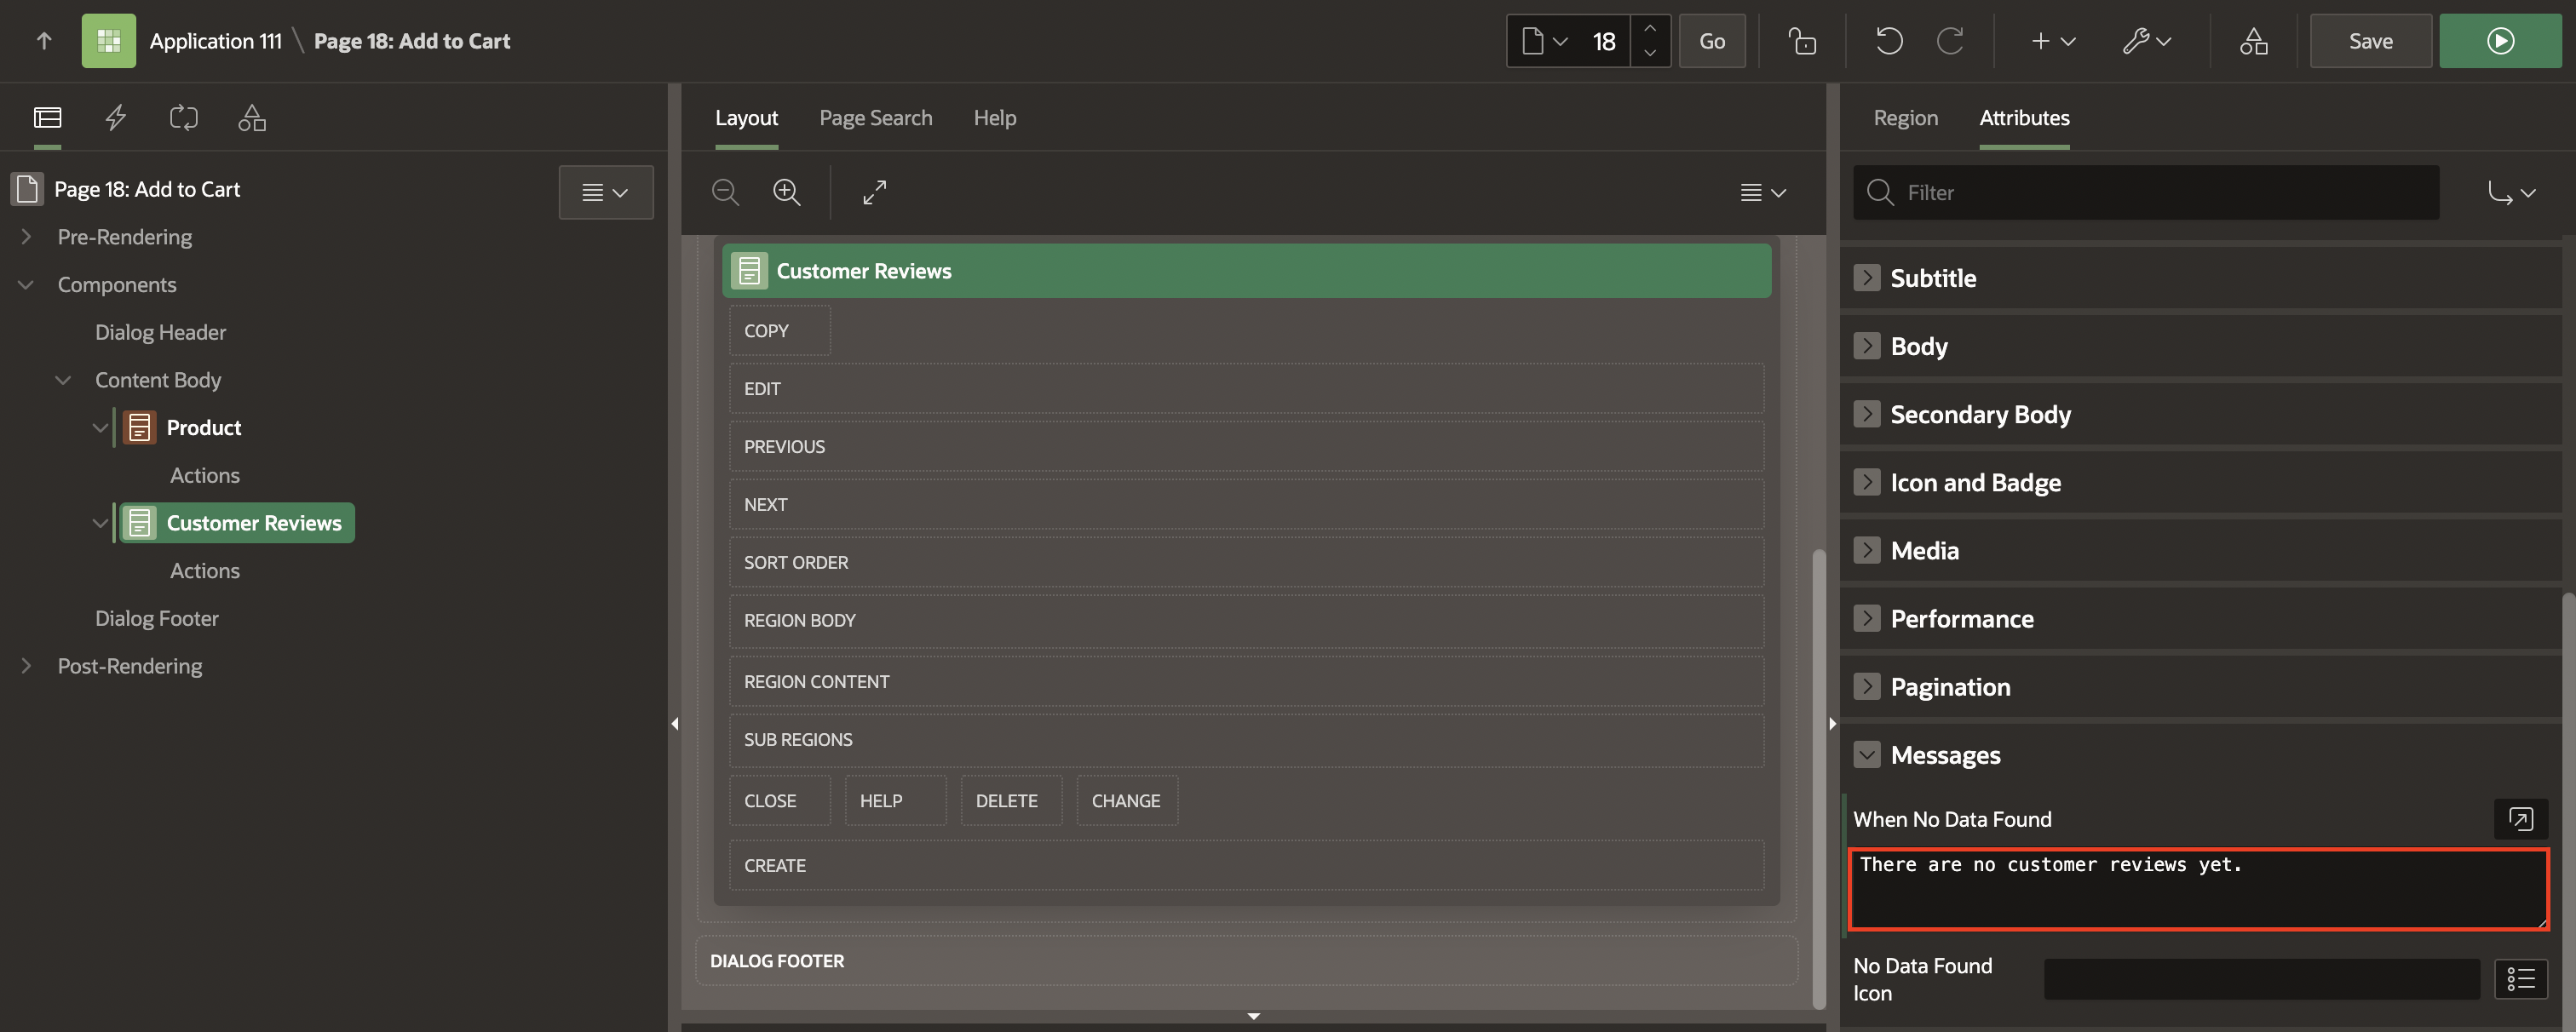 Application 111 \ Page 18: Add to Cart
18
Go
Save
Page 18: Add to Cart
Pre-Rendering
Components
Dialog Header
Content Body
Product
Actions
Customer Reviews
Actions
Dialog Footer
Post-Rendering
Layout Page Search Help
Customer Reviews
COPY
EDIT
PREVIOUS
NEXT
SORT ORDER
REGION BODY
REGION CONTENT
SUB REGIONS
CLOSE HELP DELETE CHANGE
CREATE
DIALOG FOOTER
Region Attributes
Filter
Subtitle
Body
Secondary Body
Icon and Badge
Media
Performance
Pagination
Messages
When No Data Found
There are no customer reviews yet.
No Data Found
Icon